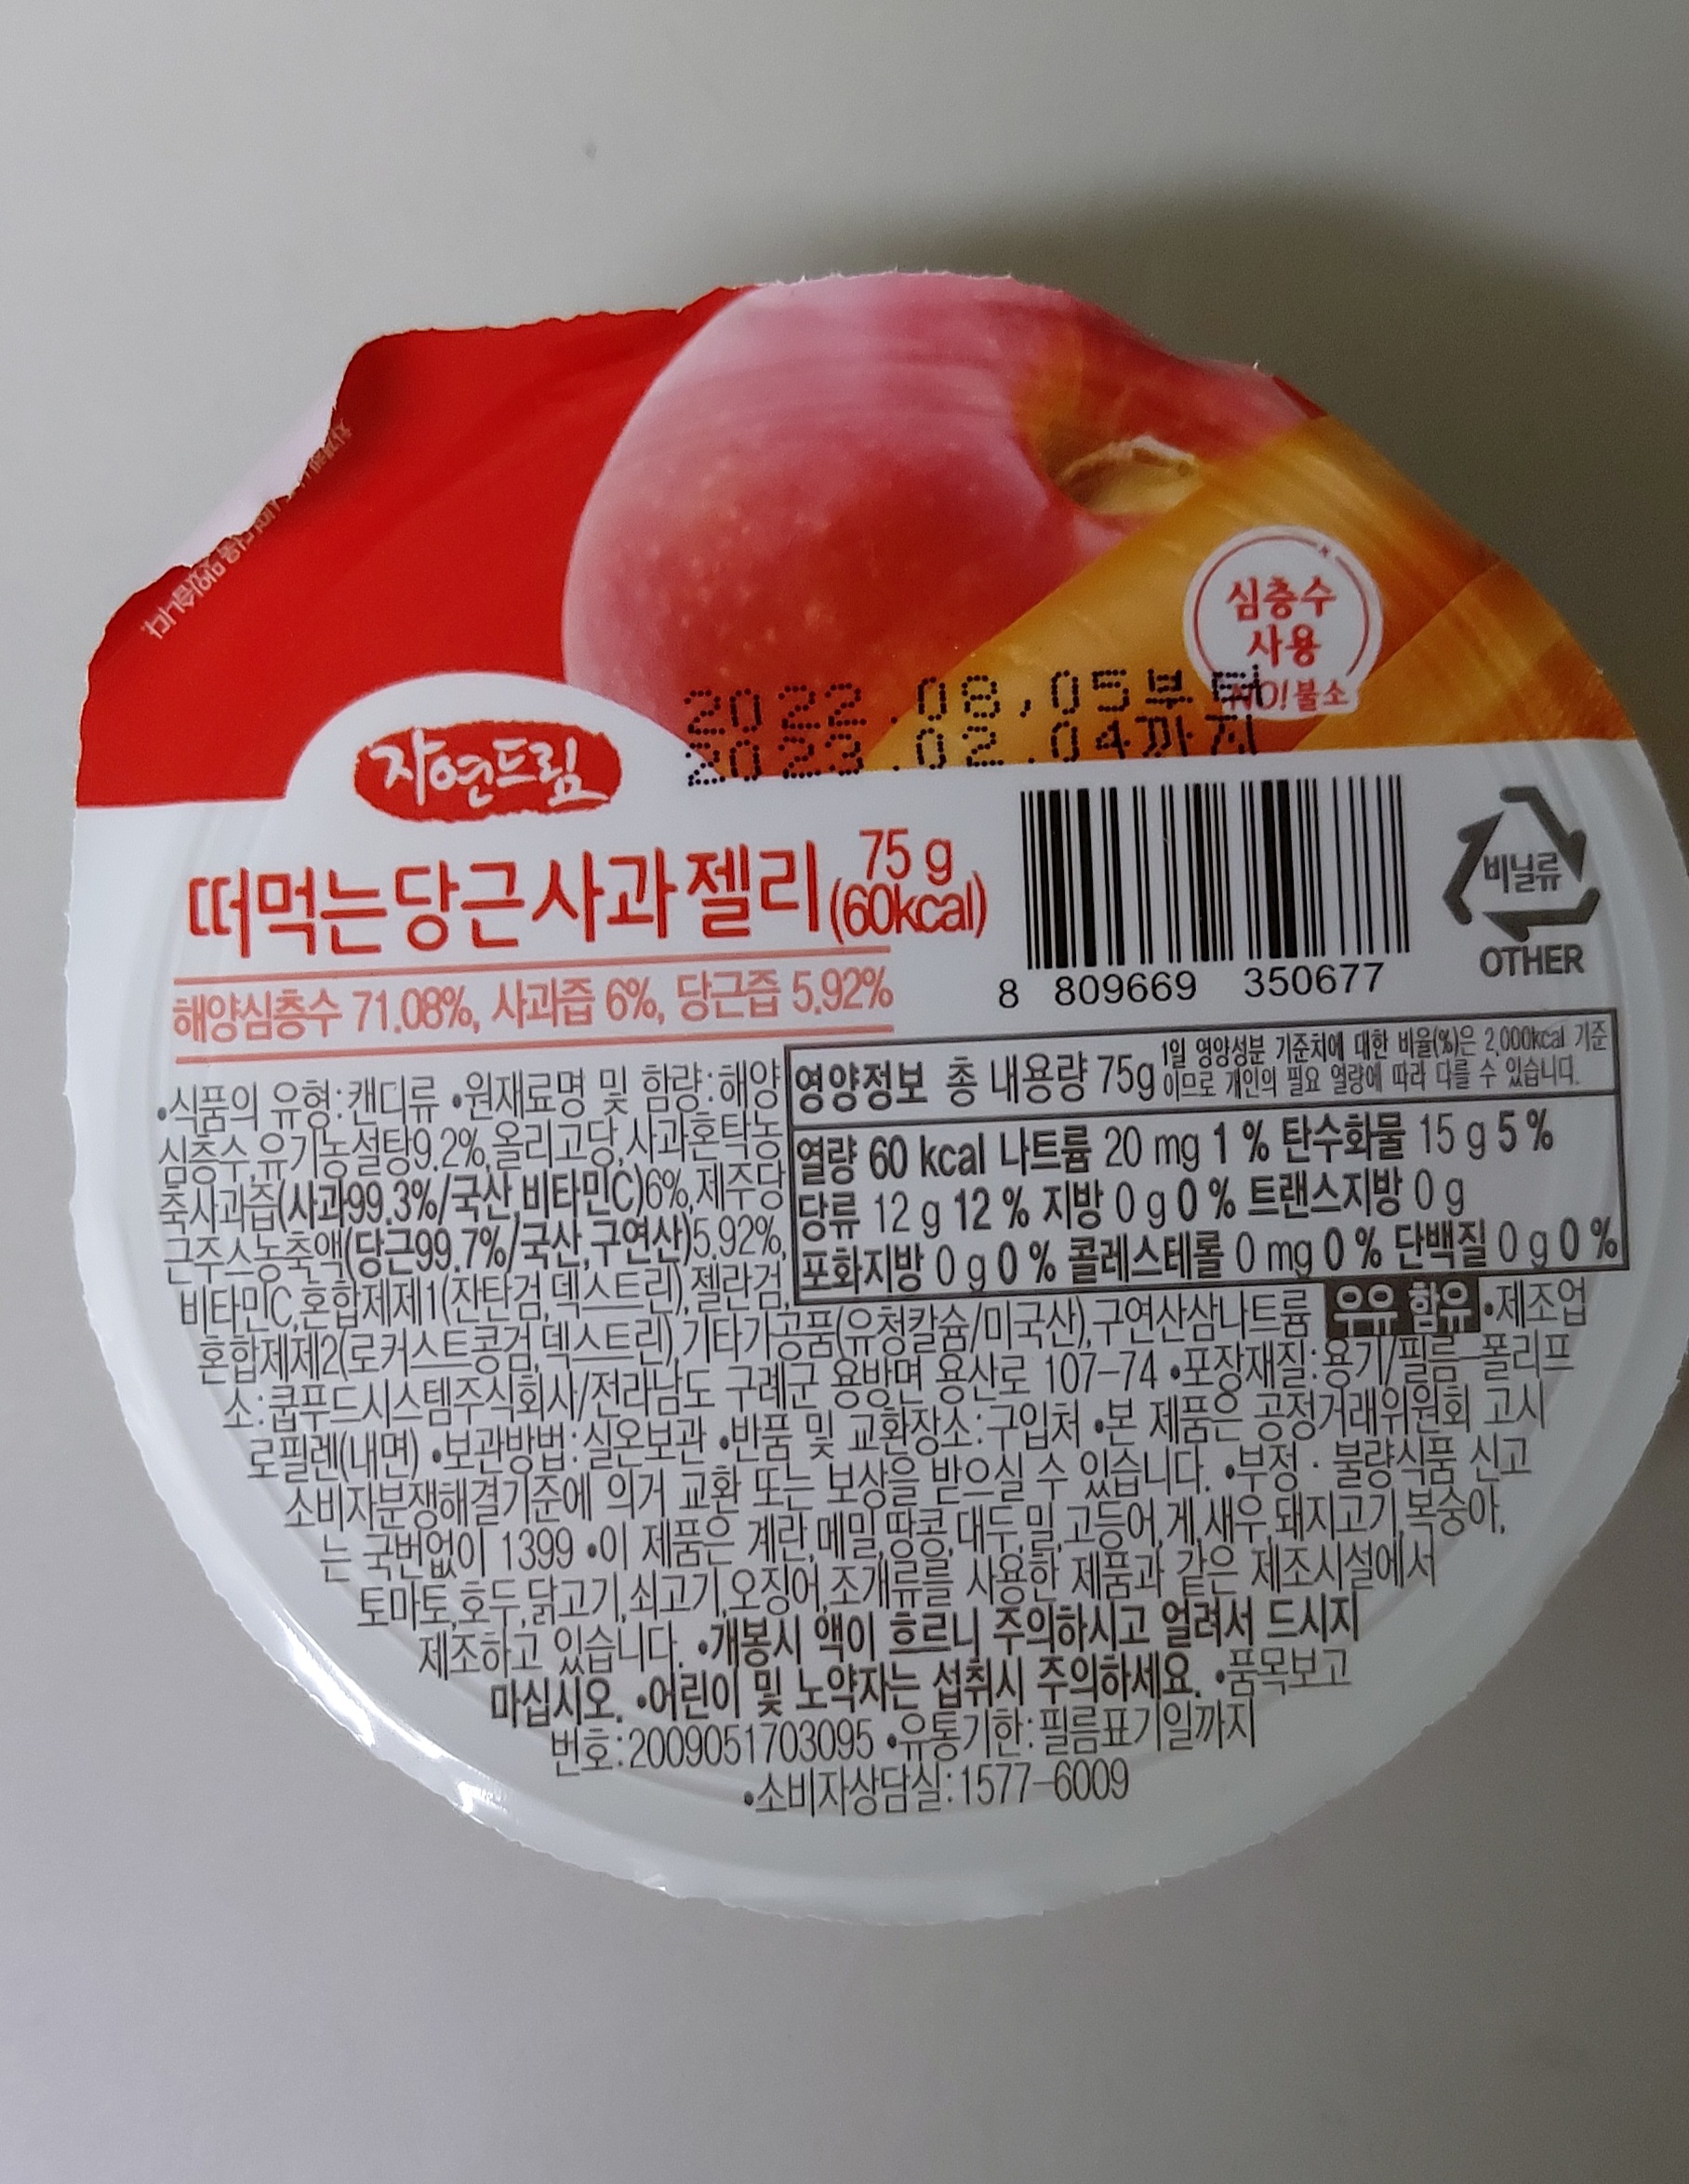 심층수
사용
NO! 불소
2022.08.05부터
2023.02.04까지
자연드림
떠먹는당근사과젤리 75 g
(60kcal)
해양심층수 71.08%, 사과즙 6%, 당근즙 5.92%
8 809669 350677
비닐류
OTHER
영양정보 총 내용량 75g 1일 영양성분 기준치에 대한 비율(%)은 2,000kcal 기준
이므로 개인의 필요 열량에 따라 다를 수 있습니다.
열량 60 kcal 나트륨 20 mg 1 % 탄수화물 15 g 5 %
당류 12 g 12 % 지방 0 g 0 % 트랜스지방 0 g
포화지방 0 g 0 % 콜레스테롤 0 mg 0 % 단백질 0 g 0 %
•식품의 유형:캔디류 •원재료명 및 함량:해양
심층수,유기농설탕9.2%,올리고당,사과혼탁농
축사과즙(사과99.3%/국산,비타민C)6%,제주당
근주스농축액(당근99.7%/국산,구연산)5.92%,
비타민C,혼합제제1(잔탄검,덱스트린),젤란검,
혼합제제2(로커스트콩검,덱스트린),기타가공품(유청칼슘/미국산),구연산삼나트륨 우유 함유 •제조업
소:쿱푸드시스템주식회사/전라남도 구례군 용방면 용산로 107-74 •포장재질:용기/필름-폴리프
로필렌(내면) •보관방법:실온보관 •반품 및 교환장소:구입처 •본 제품은 공정거래위원회 고시
소비자분쟁해결기준에 의거 교환 또는 보상을 받으실 수 있습니다. •부정·불량식품 신고
는 국번없이 1399 •이 제품은 계란,메밀,땅콩,대두,밀,고등어,게,새우,돼지고기,복숭아,
토마토,호두,닭고기,쇠고기,오징어,조개류를 사용한 제품과 같은 제조시설에서
제조하고 있습니다. •개봉시 액이 흐르니 주의하시고 얼려서 드시지
마십시오. •어린이 및 노약자는 섭취시 주의하세요. •품목보고
번호:2009051703095 •유통기한:필름표기일까지
•소비자상담실:1577-6009